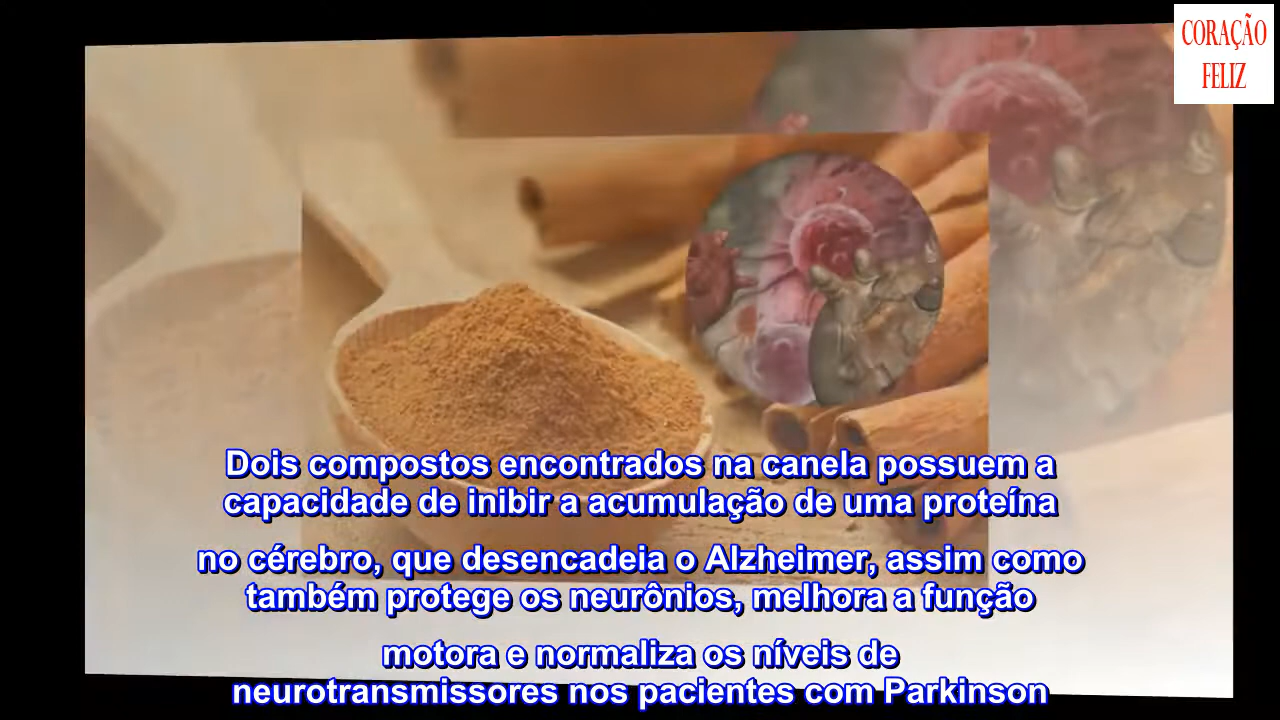 CORAÇÃO
FELIZ
Dois compostos encontrados na canela possuem a
capacidade de inibir a acumulação de uma proteína
no cérebro, que desencadeia o Alzheimer, assim como
também protege os neurônios, melhora a função
motora e normaliza os níveis de
neurotransmissores nos pacientes com Parkinson